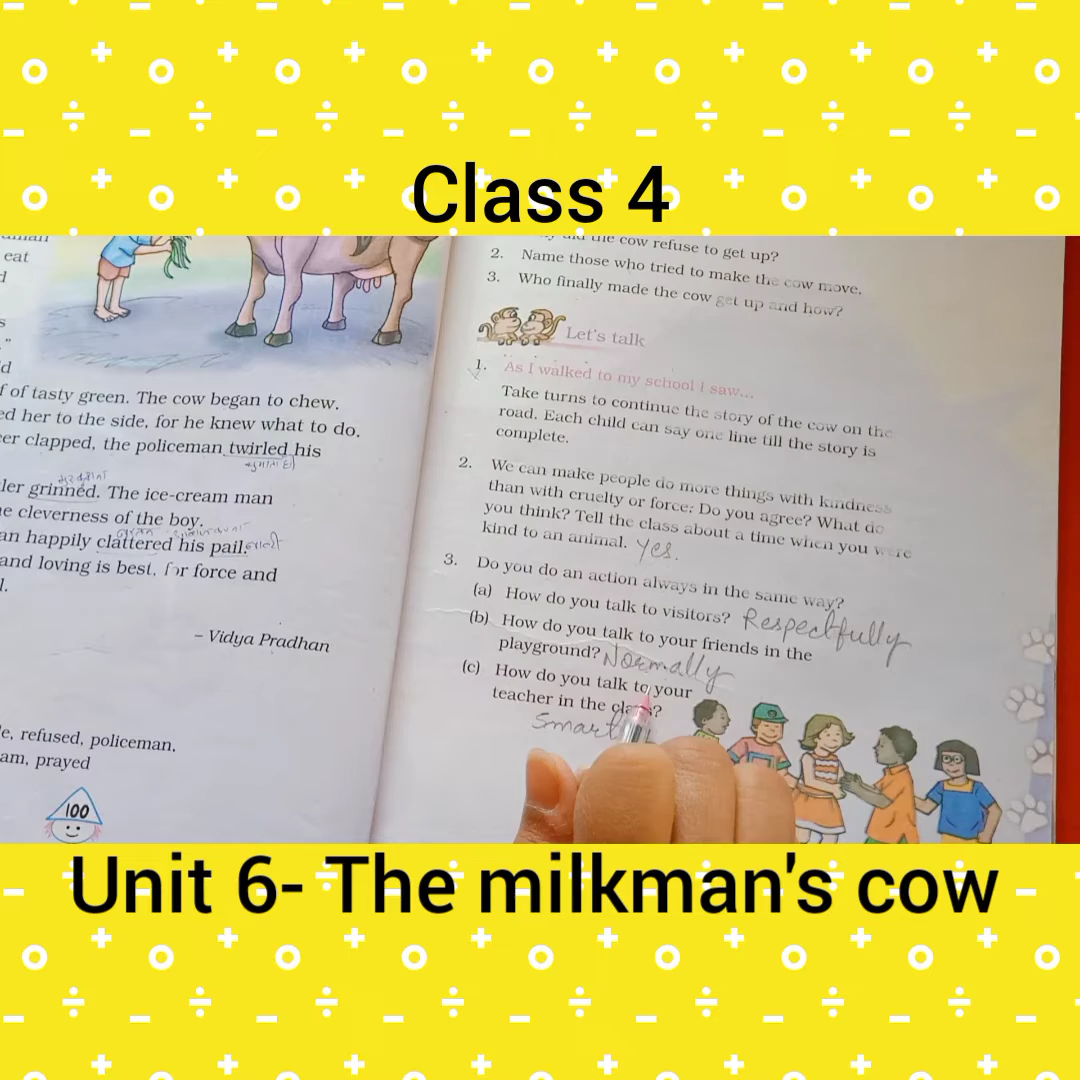 Class 4
eat
of tasty green. The cow began to chew.
her to the side, for he knew what to do.
clapped, the policeman twirled his
grinned. The ice-cream man
cleverness of the boy.
happily clattered his pail.
and loving is best, for force and
– Vidya Pradhan
refused, policeman,
prayed
100
the cow refuse to get up?
2. Name those who tried to make the cow move.
3. Who finally made the cow get up and how?
Let's talk
1. As I walked to my school I saw...
Take turns to continue the story of the cow on the
road. Each child can say one line till the story is
complete.
2. We can make people do more things with kindness
than with cruelty or force: Do you agree? What do
you think? Tell the class about a time when you were
kind to an animal. Yes.
3. Do you do an action always in the same way?
(a) How do you talk to visitors? Respectfully
(b) How do you talk to your friends in the
playground? Normally
(c) How do you talk to your
teacher in the class?
Unit 6- The milkman's cow